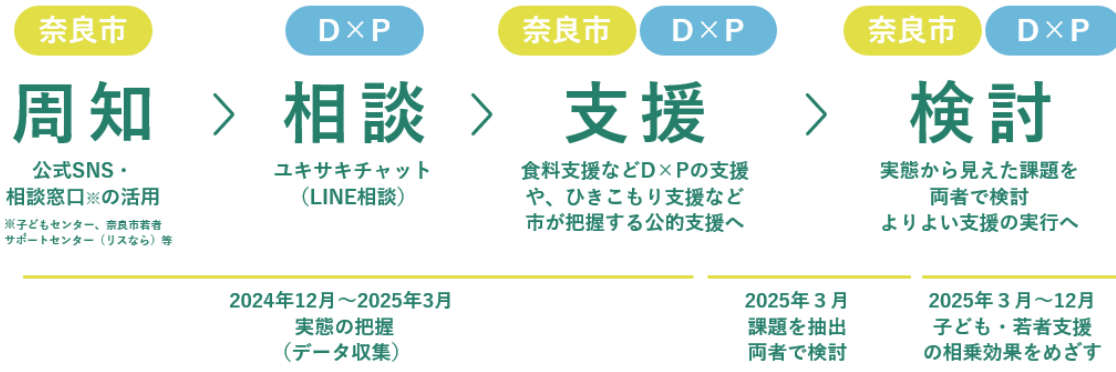 奈良市
周知
公式SNS・
相談窓口※の活用
※子どもセンター、奈良市若者
サポートセンター（リスなら）等
D×P
相談
ユキサキチャット
（LINE相談）
奈良市 D×P
支援
食料支援などD×Pの支援
や、ひきこもり支援など
市が把握する公的支援へ
奈良市 D×P
検討
実態から見えた課題を
両者で検討
よりよい支援の実行へ
2024年12月〜2025年3月
実態の把握
（データ収集）
2025年３月
課題を抽出
両者で検討
2025年３月〜12月
子ども・若者支援
の相乗効果をめざす